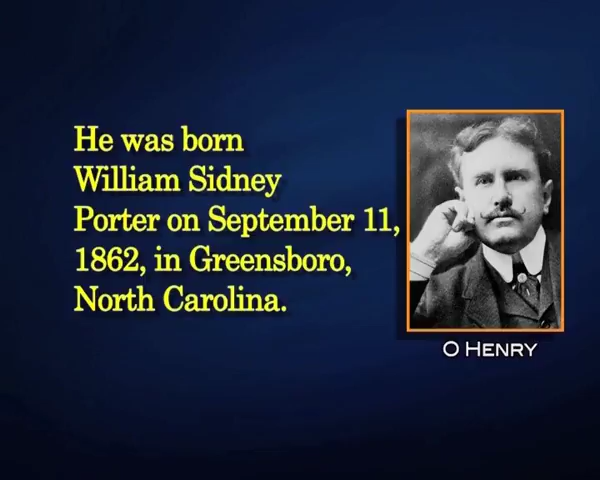 He was born
William Sidney
Porter on September 11,
1862, in Greensboro,
North Carolina.
O HENRY